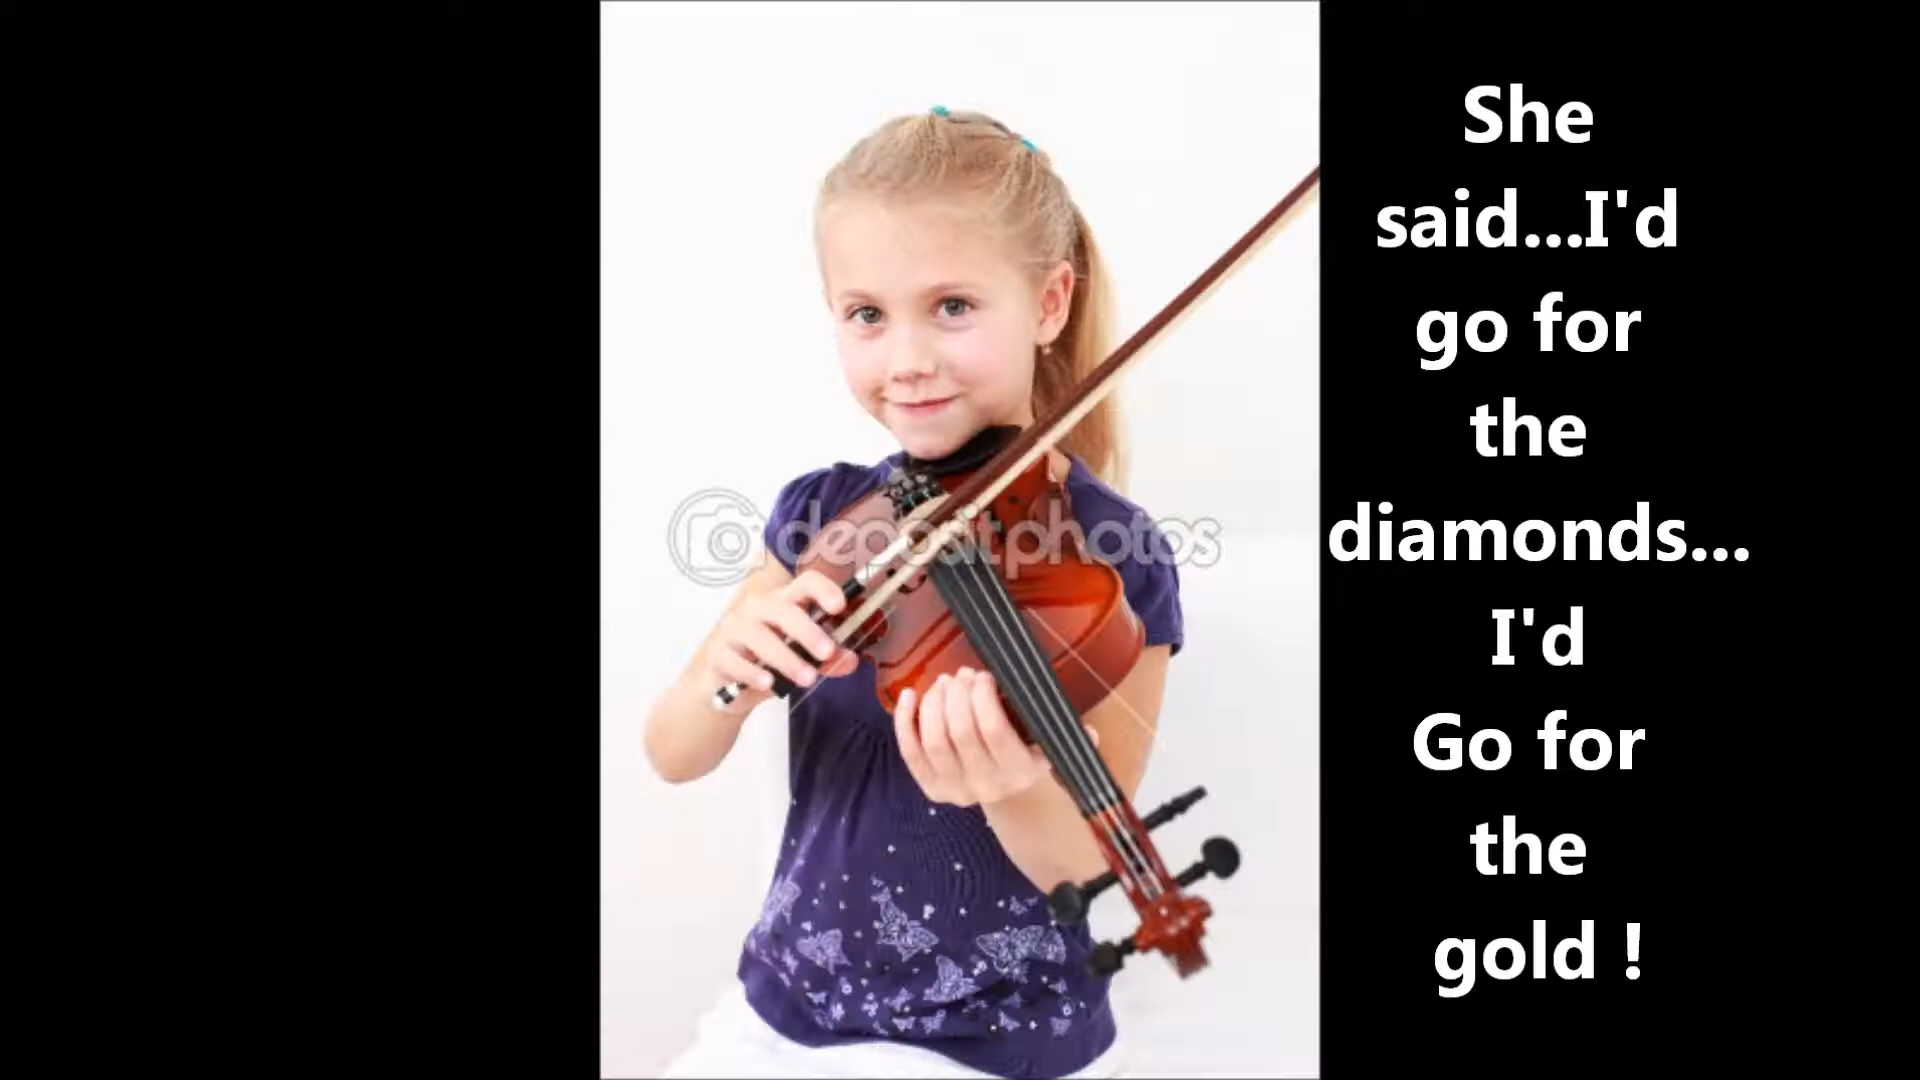 depositphotos
She
said...I'd
go for
the
diamonds...
I'd
Go for
the
gold !